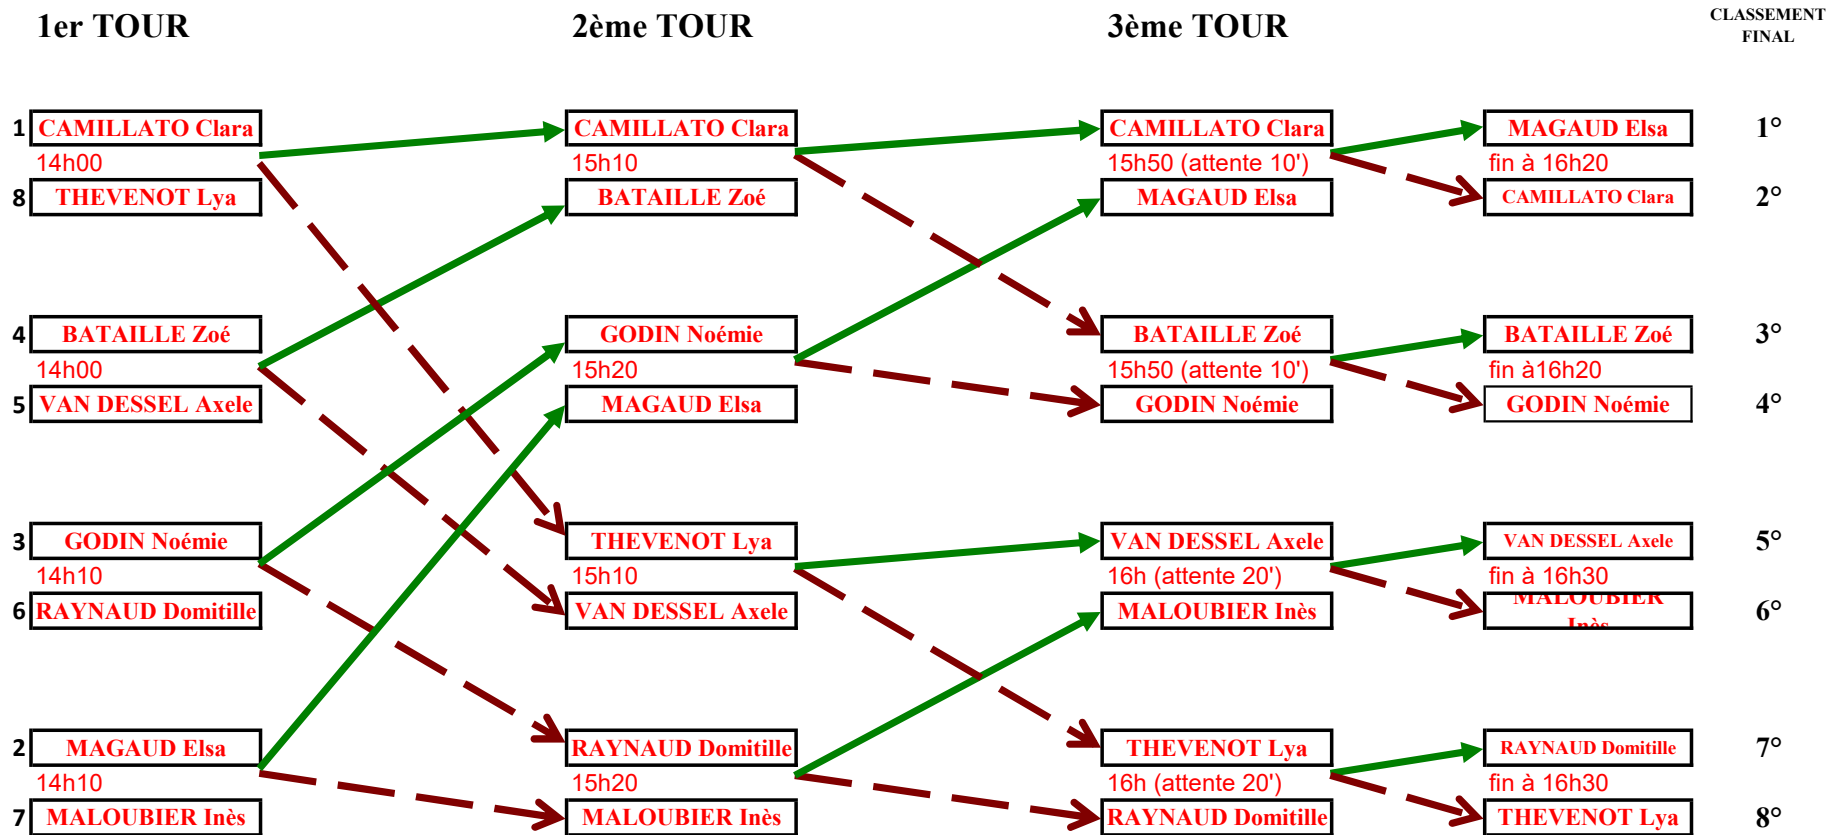 1er TOUR 2ème TOUR 3ème TOUR CLASSEMENT
FINAL
1 CAMILLATO Clara CAMILLATO Clara CAMILLATO Clara MAGAUD Elsa 1°
14h00 15h10 15h50 (attente 10') fin à 16h20
8 THEVENOT Lya BATAILLE Zoé MAGAUD Elsa CAMILLATO Clara 2°
4 BATAILLE Zoé GODIN Noémie BATAILLE Zoé BATAILLE Zoé 3°
14h00 15h20 15h50 (attente 10') fin à16h20
5 VAN DESSEL Axele MAGAUD Elsa GODIN Noémie GODIN Noémie 4°
3 GODIN Noémie THEVENOT Lya VAN DESSEL Axele VAN DESSEL Axele 5°
14h10 15h10 16h (attente 20') fin à 16h30
6 RAYNAUD Domitille VAN DESSEL Axele MALOUBIER Inès MALOUBIER Inès 6°
2 MAGAUD Elsa RAYNAUD Domitille THEVENOT Lya RAYNAUD Domitille 7°
14h10 15h20 16h (attente 20') fin à 16h30
7 MALOUBIER Inès MALOUBIER Inès RAYNAUD Domitille THEVENOT Lya 8°